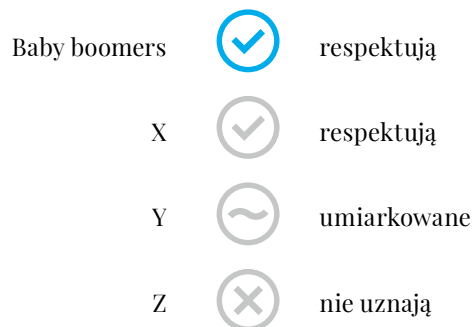 Baby boomers respektują
X respektują
Y umiarkowane
Z nie uznają